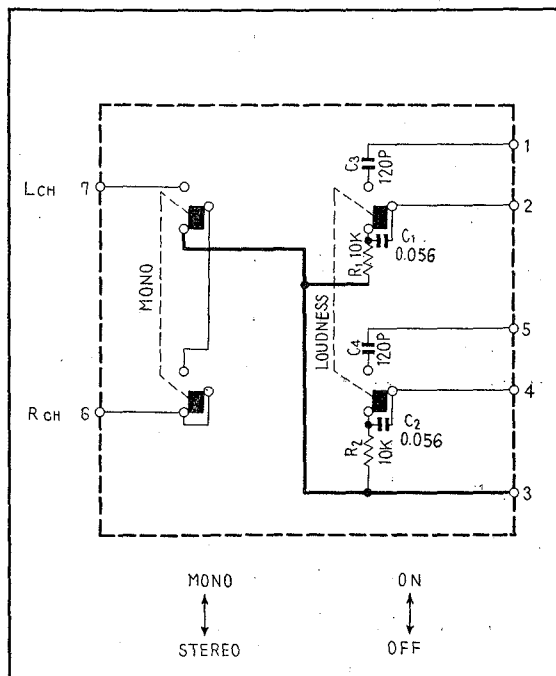 1
C3
120P
LCH 7
2
C1
0.056
R1 10K
MONO
LOUDNESS
5
C4
120P
4
RCH 6
C2
0.056
R2
10K
3
MONO
ON
STEREO
OFF